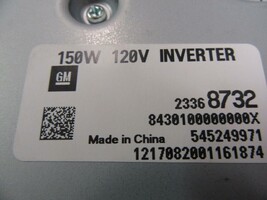 150W 120V INVERTER
GM
2336 8732
8430100000000X
Made in China 545249971
1217082001161874